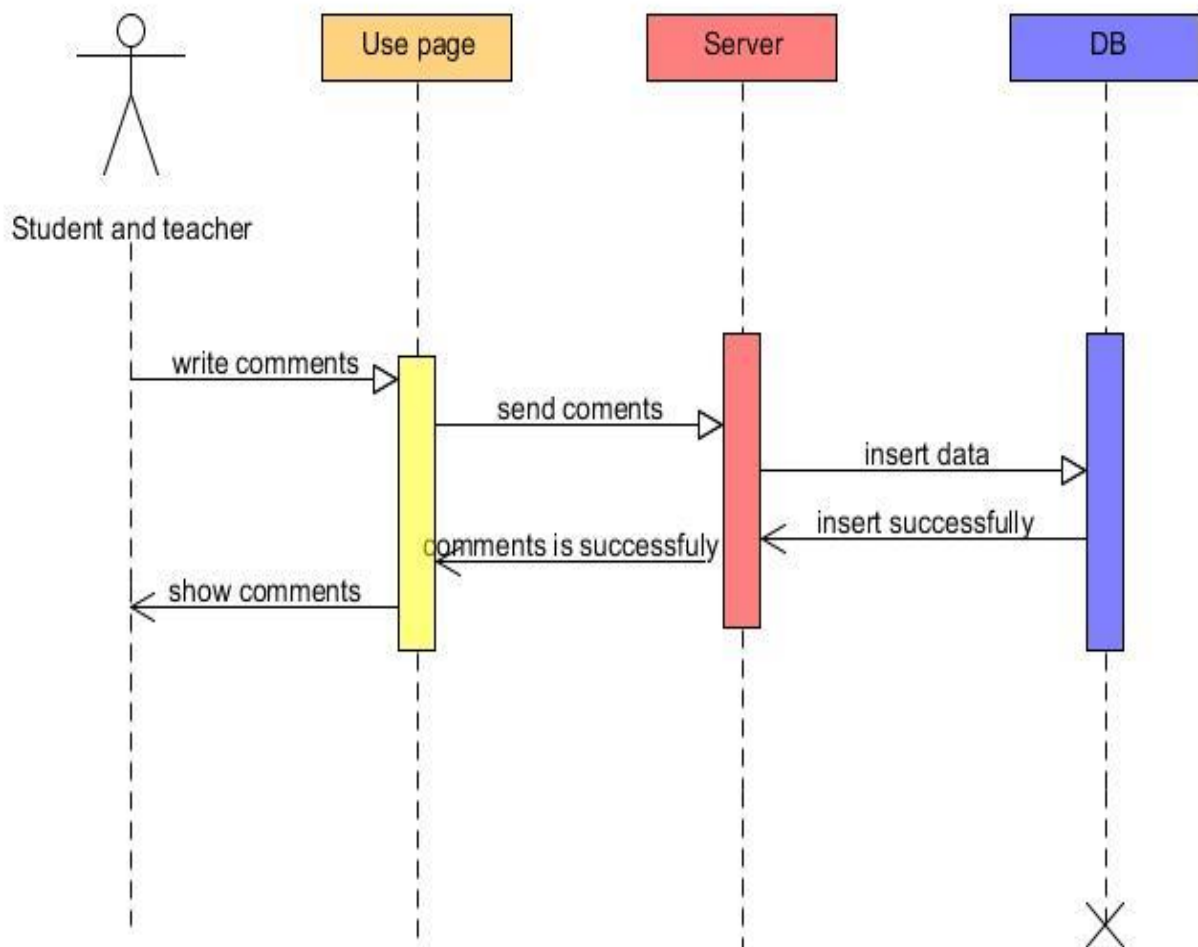 Use page
Server
DB
Student and teacher
write comments
send coments
insert data
insert successfully
comments is successfuly
show comments